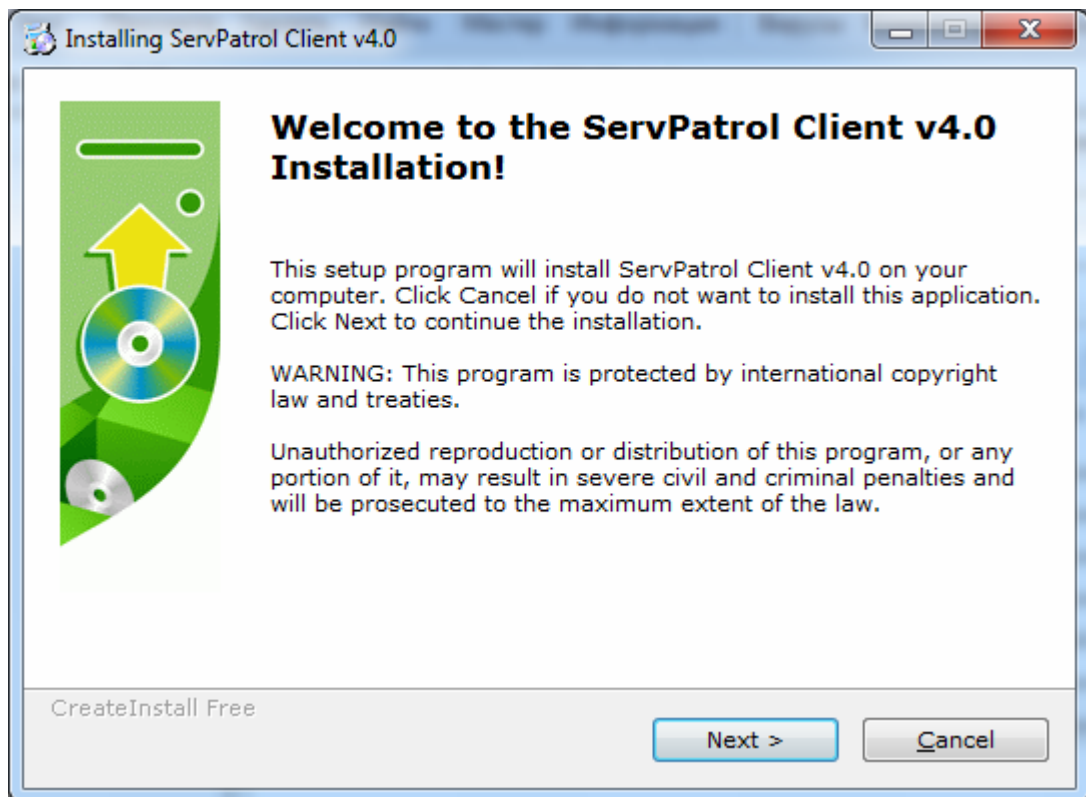 Installing ServPatrol Client v4.0
Welcome to the ServPatrol Client v4.0
Installation!
This setup program will install ServPatrol Client v4.0 on your
computer. Click Cancel if you do not want to install this application.
Click Next to continue the installation.
WARNING: This program is protected by international copyright
law and treaties.
Unauthorized reproduction or distribution of this program, or any
portion of it, may result in severe civil and criminal penalties and
will be prosecuted to the maximum extent of the law.
CreateInstall Free
Next >
Cancel